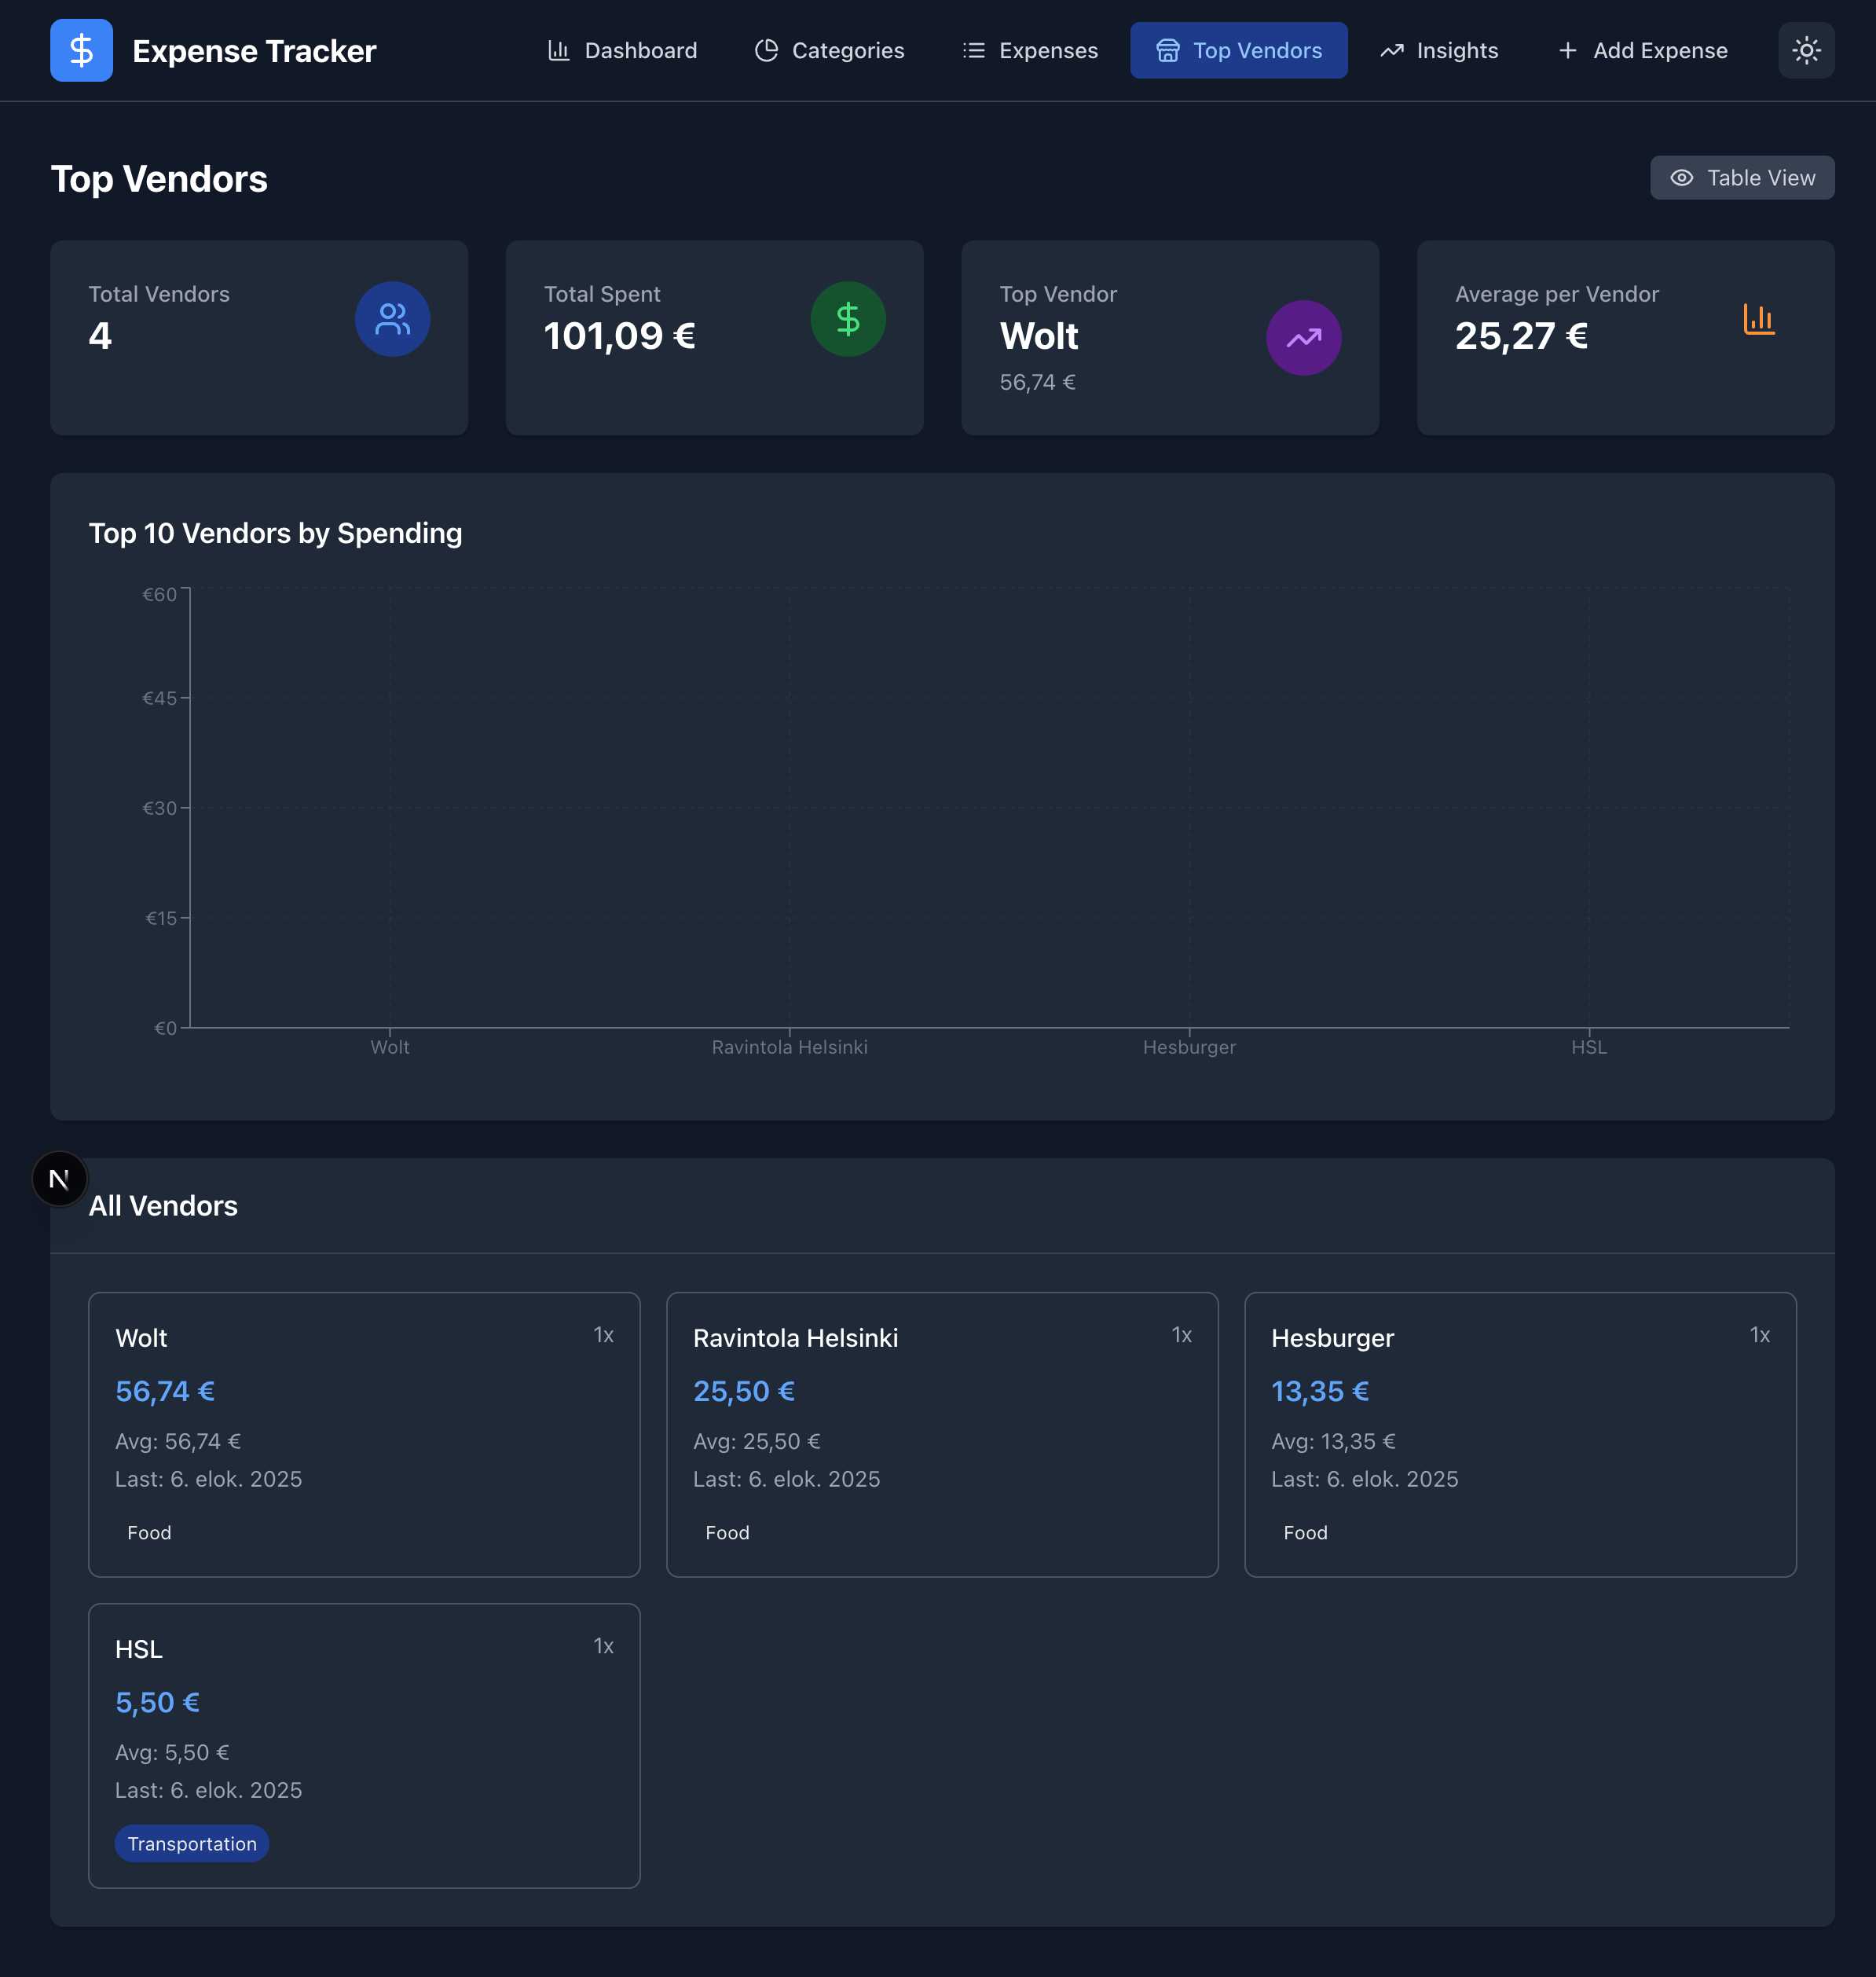 Expense Tracker
Dashboard
Categories
Expenses
Top Vendors
Insights
Add Expense
Top Vendors
Table View
Total Vendors
4
Total Spent
101,09 €
Top Vendor
Wolt
56,74 €
Average per Vendor
25,27 €
Top 10 Vendors by Spending
€60
€45
€30
€15
€0
Wolt
Ravintola Helsinki
Hesburger
HSL
N
All Vendors
Wolt
1x
56,74 €
Avg: 56,74 €
Last: 6. elok. 2025
Food
Ravintola Helsinki
1x
25,50 €
Avg: 25,50 €
Last: 6. elok. 2025
Food
Hesburger
1x
13,35 €
Avg: 13,35 €
Last: 6. elok. 2025
Food
HSL
1x
5,50 €
Avg: 5,50 €
Last: 6. elok. 2025
Transportation